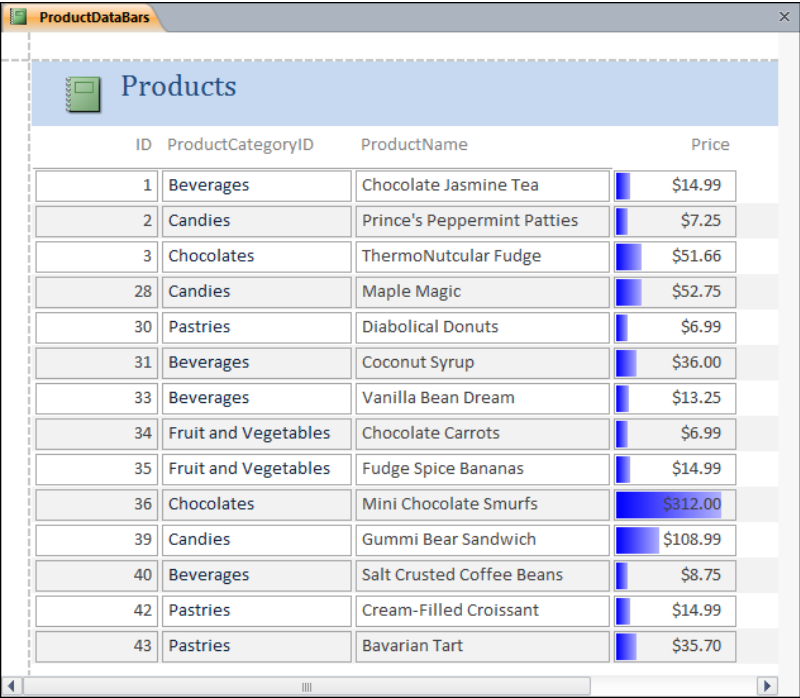 ProductDataBars
Products
ID ProductCategoryID ProductName Price
1 Beverages Chocolate Jasmine Tea $14.99
2 Candies Prince's Peppermint Patties $7.25
3 Chocolates ThermoNutcular Fudge $51.66
28 Candies Maple Magic $52.75
30 Pastries Diabolical Donuts $6.99
31 Beverages Coconut Syrup $36.00
33 Beverages Vanilla Bean Dream $13.25
34 Fruit and Vegetables Chocolate Carrots $6.99
35 Fruit and Vegetables Fudge Spice Bananas $14.99
36 Chocolates Mini Chocolate Smurfs $312.00
39 Candies Gummi Bear Sandwich $108.99
40 Beverages Salt Crusted Coffee Beans $8.75
42 Pastries Cream-Filled Croissant $14.99
43 Pastries Bavarian Tart $35.70